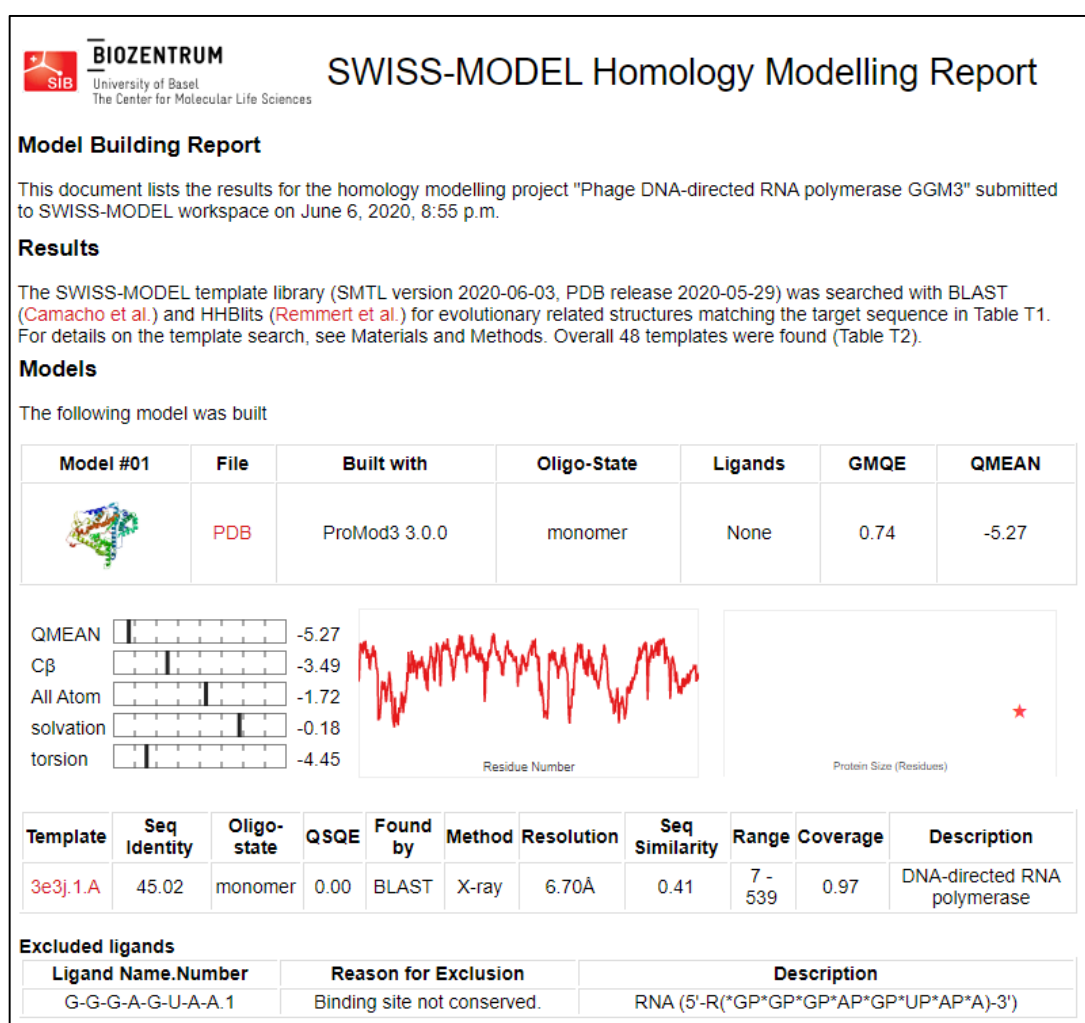 SIB
BIOZENTRUM
University of Basel
The Center for Molecular Life Sciences
SWISS-MODEL Homology Modelling Report
Model Building Report
This document lists the results for the homology modelling project "Phage DNA-directed RNA polymerase GGM3" submitted
to SWISS-MODEL workspace on June 6, 2020, 8:55 p.m.
Results
The SWISS-MODEL template library (SMTL version 2020-06-03, PDB release 2020-05-29) was searched with BLAST
(Camacho et al.) and HHBlits (Remmert et al.) for evolutionary related structures matching the target sequence in Table T1.
For details on the template search, see Materials and Methods. Overall 48 templates were found (Table T2).
Models
The following model was built
Model #01 File Built with Oligo-State Ligands GMQE QMEAN
PDB ProMod3 3.0.0 monomer None 0.74 -5.27
QMEAN -5.27
Cβ -3.49
All Atom -1.72
solvation -0.18
torsion -4.45
Residue Number
Protein Size (Residues)
Template Seq Identity Oligo-state QSQE Found by Method Resolution Seq Similarity Range Coverage Description
3e3j.1.A 45.02 monomer 0.00 BLAST X-ray 6.70Å 0.41 7 - 539 0.97 DNA-directed RNA polymerase
Excluded ligands
Ligand Name.Number Reason for Exclusion Description
G-G-G-A-G-U-A-A.1 Binding site not conserved. RNA (5'-R(*GP*GP*GP*AP*GP*UP*AP*A)-3')